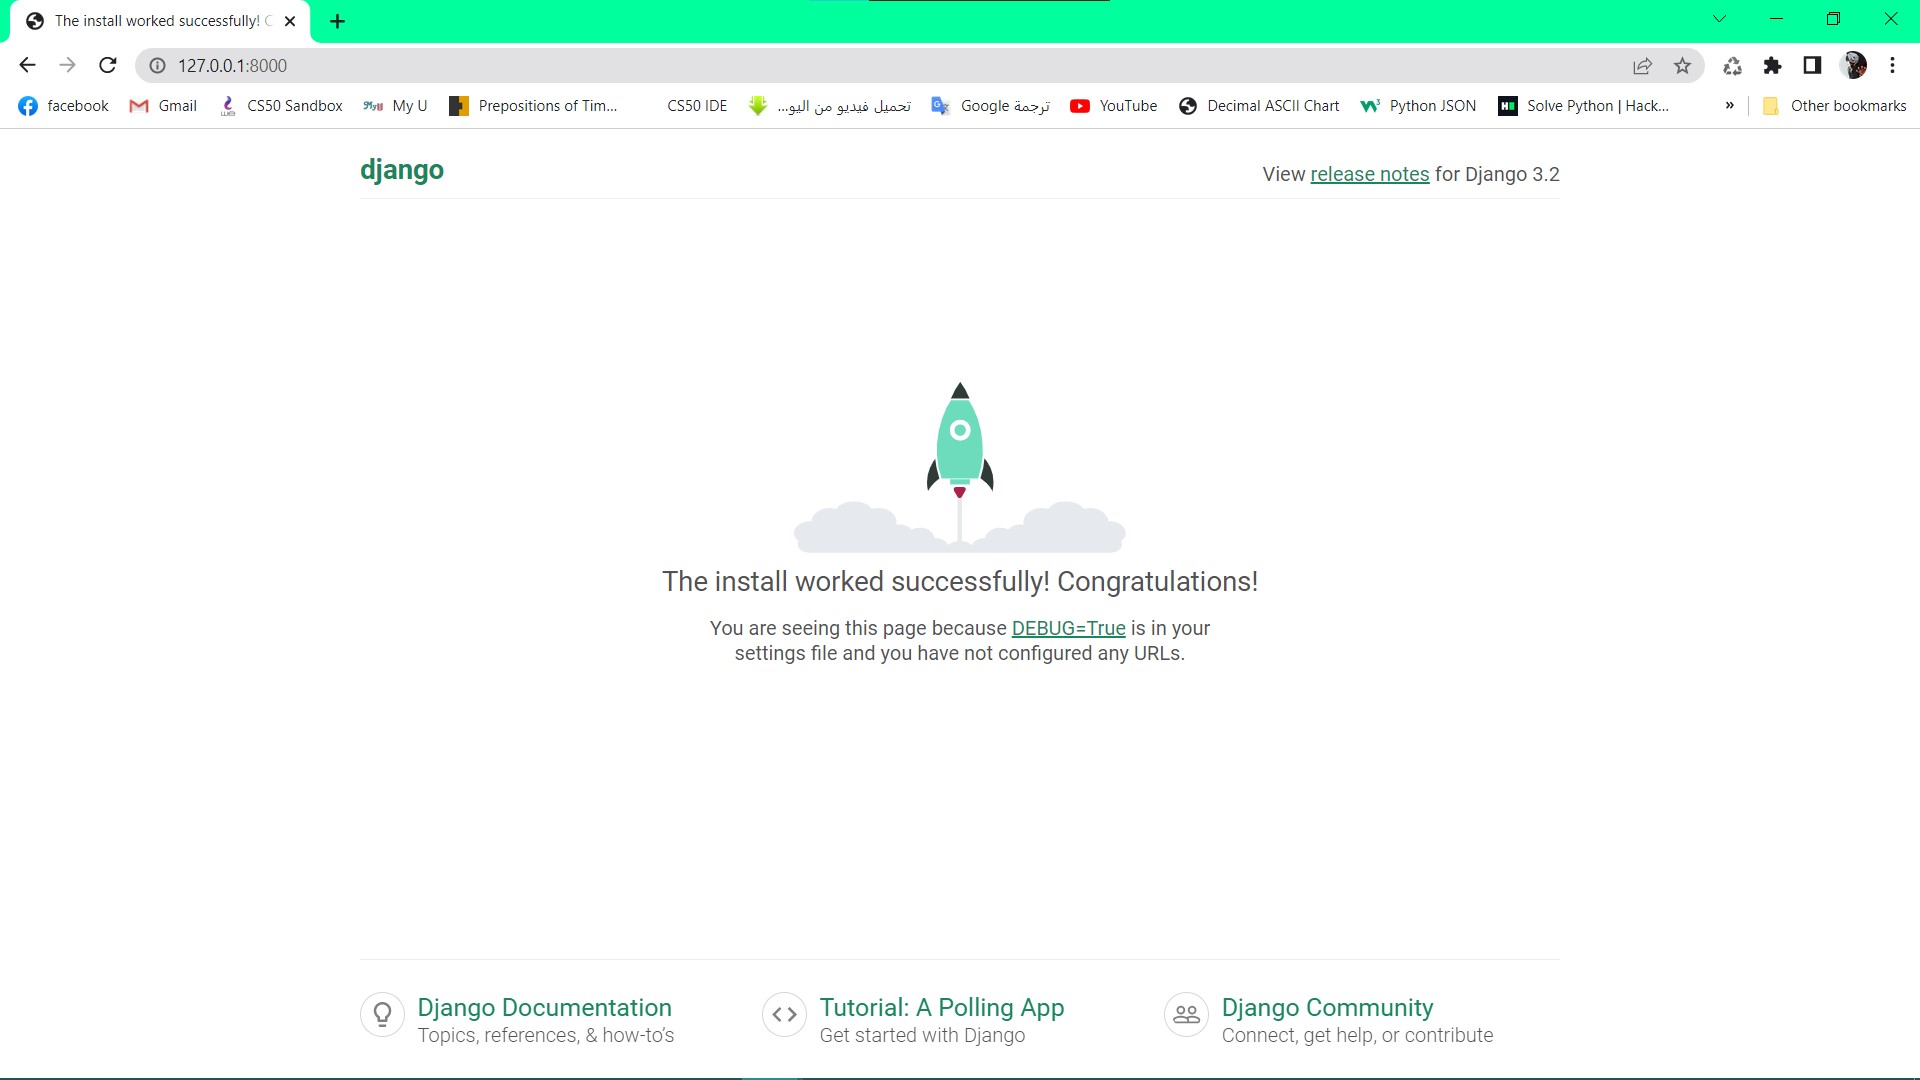 The install worked successfully! C
127.0.0.1:8000
facebook
Gmail
CS50 Sandbox
My U
Prepositions of Tim...
CS50 IDE
تحميل فيديو من اليو...
ترجمة Google
YouTube
Decimal ASCII Chart
Python JSON
Solve Python | Hack...
»
Other bookmarks
django
View release notes for Django 3.2
The install worked successfully! Congratulations!
You are seeing this page because DEBUG=True is in your
settings file and you have not configured any URLs.
Django Documentation
Topics, references, & how-to’s
Tutorial: A Polling App
Get started with Django
Django Community
Connect, get help, or contribute